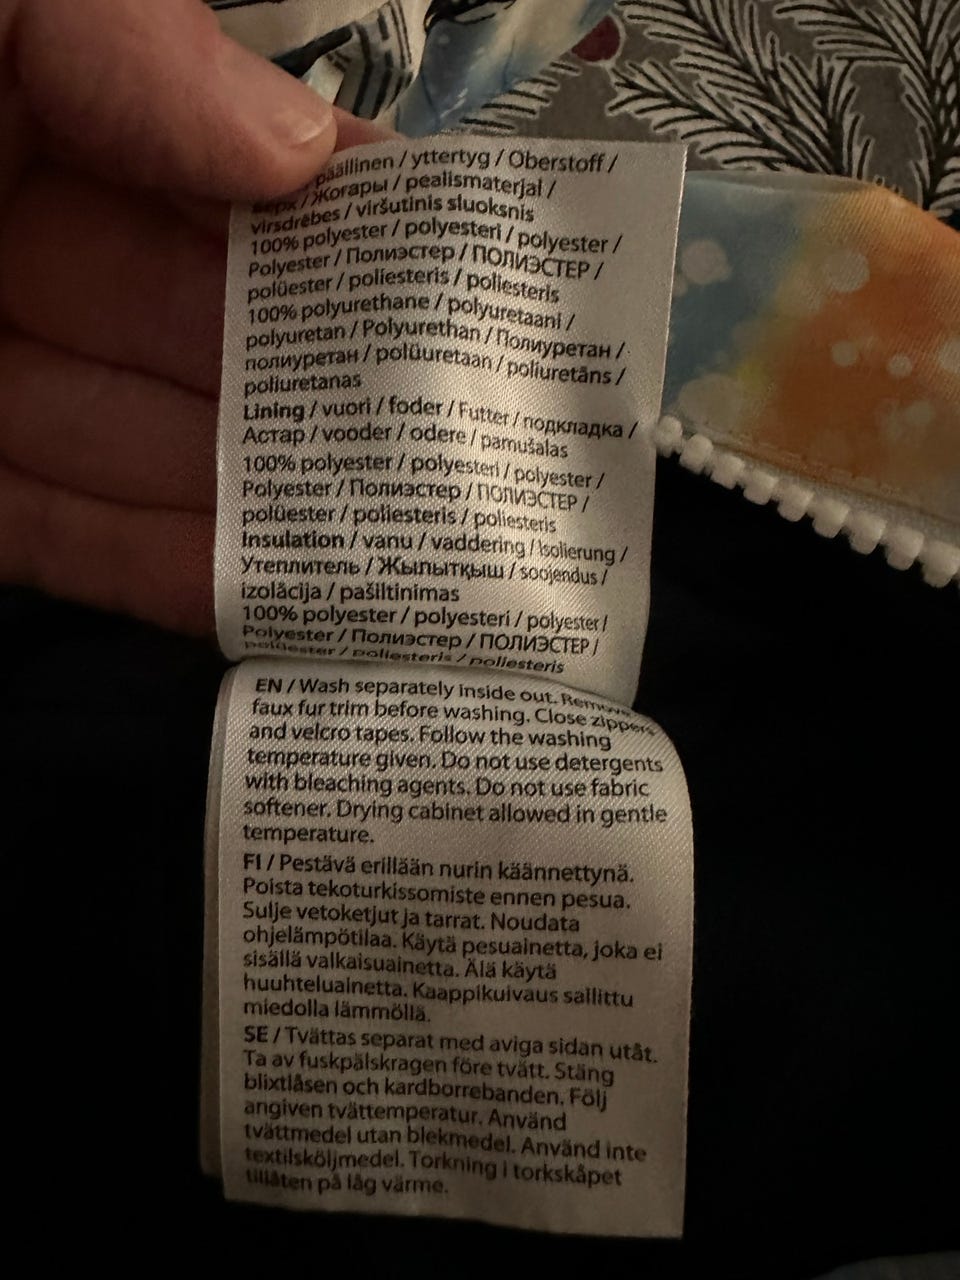 päällinen / yttertyg / Oberstoff /
Верх / Жоғары / pealismaterjal /
virsdrēbes / viršutinis sluoksnis
100% polyester / polyesteri / polyester /
Polyester / Полиэстер / ПОЛИЭСТЕР /
polüester / poliesteris / poliesteris
100% polyurethane / polyuretaani /
polyuretan / Polyurethan / Полиуретан /
полиуретан / polüuretaan / poliuretāns /
poliuretanas
Lining / vuori / foder / Futter / подкладка /
Астар / vooder / odere / pamušalas
100% polyester / polyesteri / polyester /
Polyester / Полиэстер / ПОЛИЭСТЕР /
polüester / poliesteris / poliesteris
Insulation / vanu / vaddering / Isolierung /
Утеплитель / Жылытқыш / soojendus /
izolācija / pašiltinimas
100% polyester / polyesteri / polyester /
Polyester / Полиэстер / ПОЛИЭСТЕР /
polüester / poliesteris / poliesteris
EN / Wash separately inside out. Remove
faux fur trim before washing. Close zippers
and velcro tapes. Follow the washing
temperature given. Do not use detergents
with bleaching agents. Do not use fabric
softener. Drying cabinet allowed in gentle
temperature.
FI / Pestävä erillään nurin käännettynä.
Poista tekoturkissomiste ennen pesua.
Sulje vetoketjut ja tarrat. Noudata
ohjelämpötilaa. Käytä pesuainetta, joka ei
sisällä valkaisuainetta. Älä käytä
huuhteluainetta. Kaappikuivaus sallittu
miedolla lämmöllä.
SE / Tvättas separat med aviga sidan utåt.
Ta av fuskpälskragen före tvätt. Stäng
blixtlåsen och kardborrebanden. Följ
angiven tvättemperatur. Använd
tvättmedel utan blekmedel. Använd inte
textilsköljmedel. Torkning i torkskåpet
tillåten på låg värme.